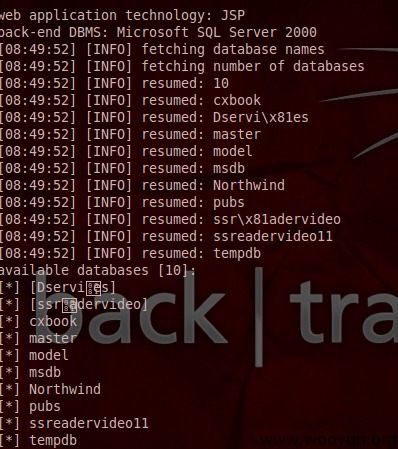 web application technology: JSP
back-end DBMS: Microsoft SQL Server 2000
[08:49:52] [INFO] fetching database names
[08:49:52] [INFO] fetching number of databases
[08:49:52] [INFO] resumed: 10
[08:49:52] [INFO] resumed: cxbook
[08:49:52] [INFO] resumed: Dservi\x81es
[08:49:52] [INFO] resumed: master
[08:49:52] [INFO] resumed: model
[08:49:52] [INFO] resumed: msdb
[08:49:52] [INFO] resumed: Northwind
[08:49:52] [INFO] resumed: pubs
[08:49:52] [INFO] resumed: ssr\x81adervideo
[08:49:52] [INFO] resumed: ssreadervideo11
[08:49:52] [INFO] resumed: tempdb
available databases [10]:
[*] [Dservi es]
[*] [ssr adervideo]
[*] cxbook
[*] master
[*] model
[*] msdb
[*] Northwind
[*] pubs
[*] ssreadervideo11
[*] tempdb
back | tra